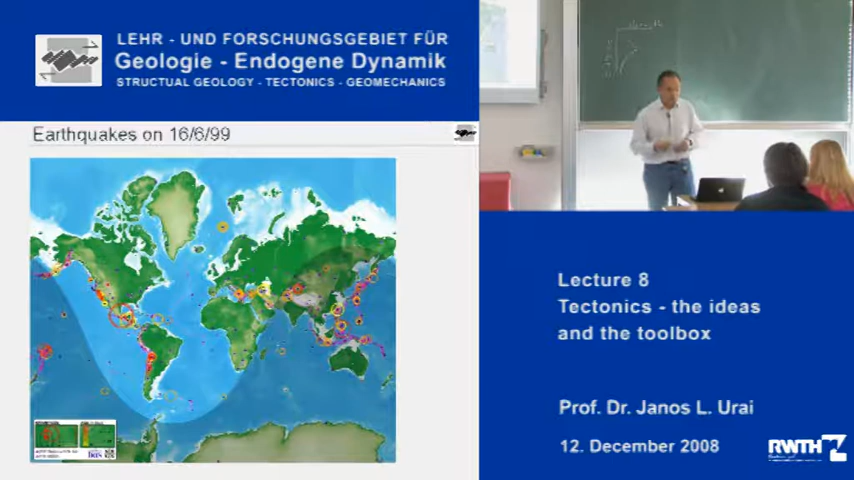 LEHR - UND FORSCHUNGSGEBIET FÜR
Geologie - Endogene Dynamik
STRUCTUAL GEOLOGY - TECTONICS - GEOMECHANICS
Earthquakes on 16/6/99
Lecture 8
Tectonics - the ideas
and the toolbox
Prof. Dr. Janos L. Urai
12. December 2008
RWTH